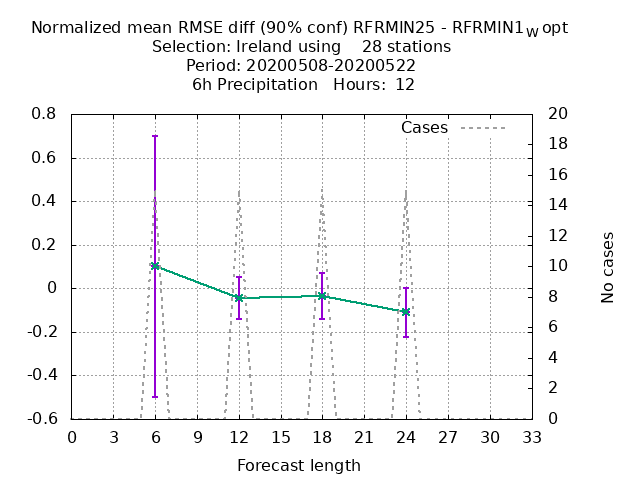 Normalized mean RMSE diff (90% conf) RFRMIN25 - RFRMIN1Wopt
Selection: Ireland using    28 stations
Period: 20200508-20200522
6h Precipitation   Hours:  12
Cases
0.8
0.6
0.4
0.2
0
-0.2
-0.4
-0.6
20
18
16
14
12
10
8
6
4
2
0
No cases
0 3 6 9 12 15 18 21 24 27 30 33
Forecast length